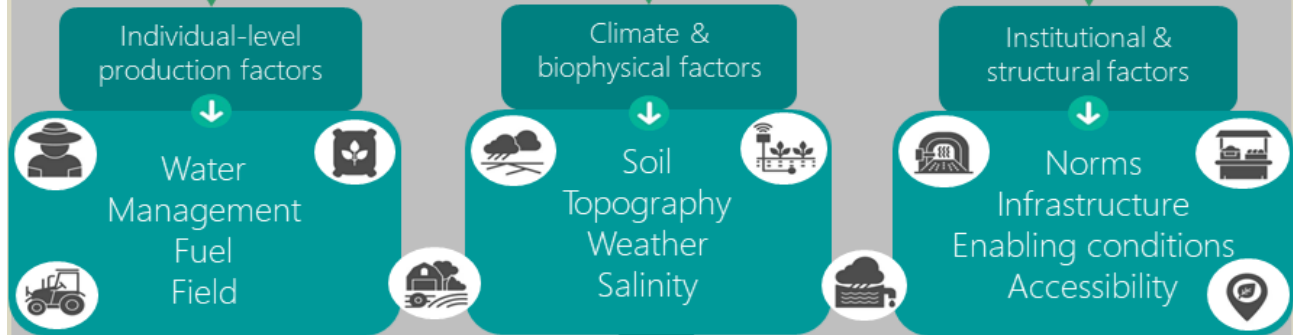 Individual-level
production factors
Water
Management
Fuel
Field
Climate &
biophysical factors
Soil
Topography
Weather
Salinity
Institutional &
structural factors
Norms
Infrastructure
Enabling conditions
Accessibility